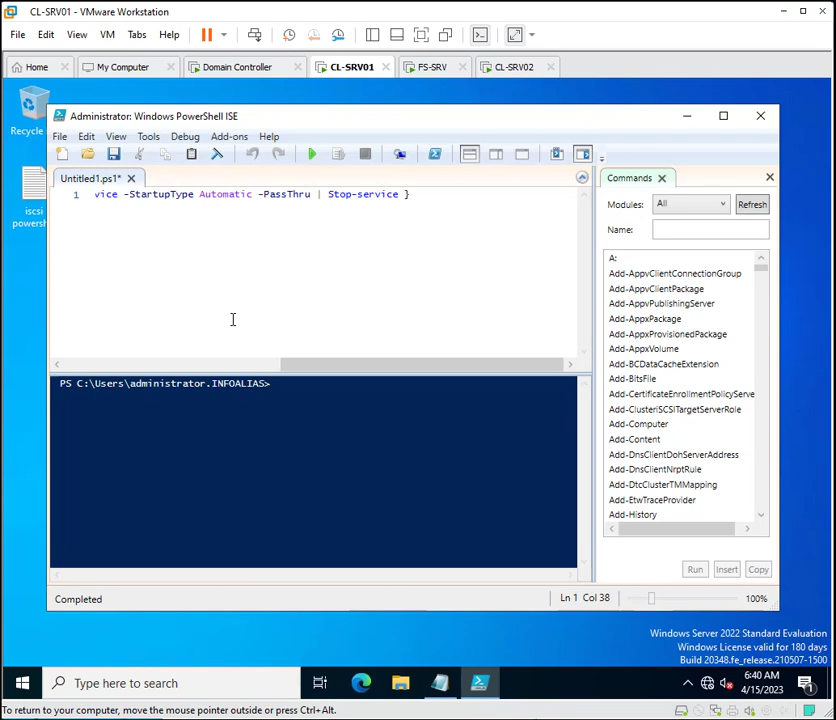 CL-SRV01 - VMware Workstation
File Edit View VM Tabs Help
Home My Computer Domain Controller CL-SRV01 FS-SRV CL-SRV02
Recycle
iscsi
powersh
Administrator: Windows PowerShell ISE
File Edit View Tools Debug Add-ons Help
Untitled1.ps1*
1 vice -StartupType Automatic -PassThru | Stop-service }
PS C:\Users\administrator.INFOALIAS>
Completed
Ln 1 Col 38
100%
Commands
Modules: All Refresh
Name:
A:
Add-AppvClientConnectionGroup
Add-AppvClientPackage
Add-AppvPublishingServer
Add-AppxPackage
Add-AppxProvisionedPackage
Add-AppxVolume
Add-BCDataCacheExtension
Add-BitsFile
Add-CertificateEnrollmentPolicyServe
Add-ClusteriSCSITargetServerRole
Add-Computer
Add-Content
Add-DnsClientDohServerAddress
Add-DnsClientNrptRule
Add-DtcClusterTMMapping
Add-EtwTraceProvider
Add-History
Run Insert Copy
Windows Server 2022 Standard Evaluation
Windows License valid for 180 days
Build 20348.fe_release.210507-1500
Type here to search
6:40 AM
4/15/2023
1
To return to your computer, move the mouse pointer outside or press Ctrl+Alt.